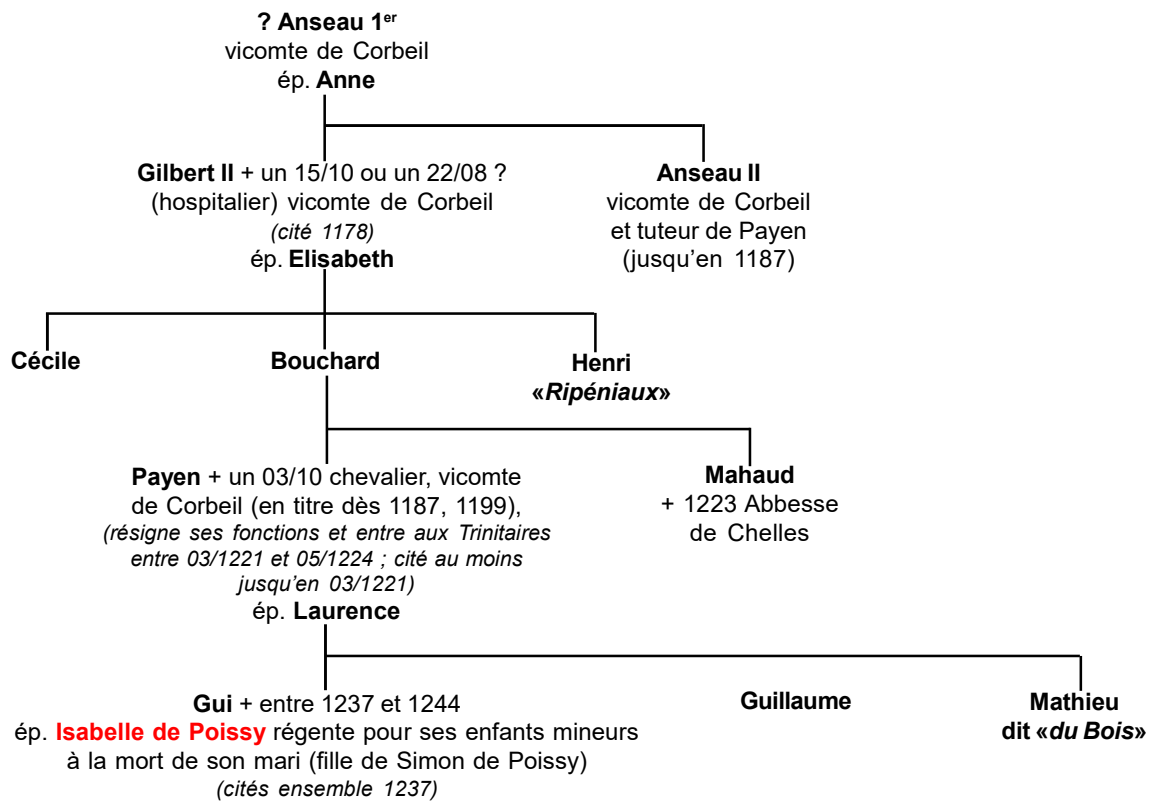 ? Anseau 1er
vicomte de Corbeil
ép. Anne
Gilbert II + un 15/10 ou un 22/08 ?
(hospitalier) vicomte de Corbeil
(cité 1178)
ép. Elisabeth
Anseau II
vicomte de Corbeil
et tuteur de Payen
(jusqu'en 1187)
Cécile
Bouchard
Henri
«Ripéniaux»
Payen + un 03/10 chevalier, vicomte
de Corbeil (en titre dès 1187, 1199),
(résigne ses fonctions et entre aux Trinitaires
entre 03/1221 et 05/1224 ; cité au moins
jusqu'en 03/1221)
ép. Laurence
Mahaud
+ 1223 Abbesse
de Chelles
Gui + entre 1237 et 1244
ép. Isabelle de Poissy régente pour ses enfants mineurs
à la mort de son mari (fille de Simon de Poissy)
(cités ensemble 1237)
Guillaume
Mathieu
dit «du Bois»